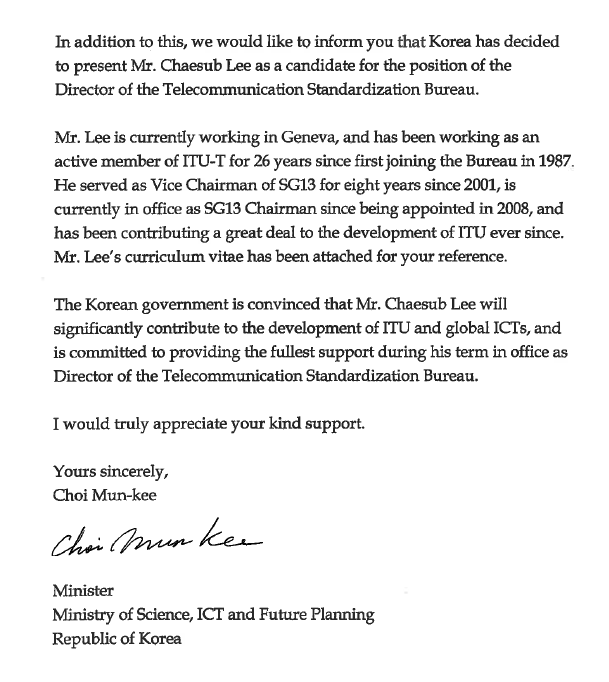 In addition to this, we would like to inform you that Korea has decided
to present Mr. Chaesub Lee as a candidate for the position of the
Director of the Telecommunication Standardization Bureau.
Mr. Lee is currently working in Geneva, and has been working as an
active member of ITU-T for 26 years since first joining the Bureau in 1987.
He served as Vice Chairman of SG13 for eight years since 2001, is
currently in office as SG13 Chairman since being appointed in 2008, and
has been contributing a great deal to the development of ITU ever since.
Mr. Lee's curriculum vitae has been attached for your reference.
The Korean government is convinced that Mr. Chaesub Lee will
significantly contribute to the development of ITU and global ICTs, and
is committed to providing the fullest support during his term in office as
Director of the Telecommunication Standardization Bureau.
I would truly appreciate your kind support.
Yours sincerely,
Choi Mun-kee
Choi Mun Kee
Minister
Ministry of Science, ICT and Future Planning
Republic of Korea